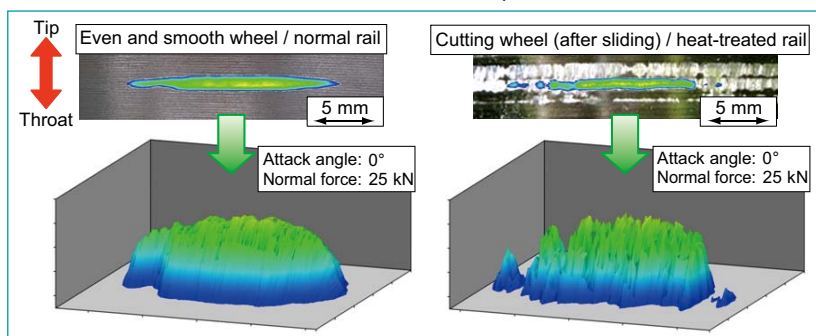 Tip
Throat
Even and smooth wheel / normal rail
5 mm
Attack angle: 0°
Normal force: 25 kN
Cutting wheel (after sliding) / heat-treated rail
5 mm
Attack angle: 0°
Normal force: 25 kN